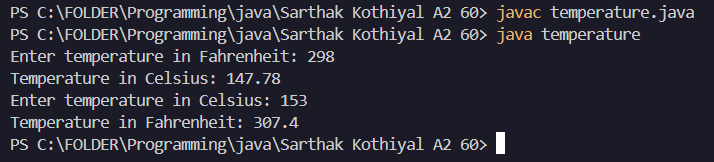 PS C:\FOLDER\Programming\java\Sarthak Kothiyal A2 60> javac temperature.java
PS C:\FOLDER\Programming\java\Sarthak Kothiyal A2 60> java temperature
Enter temperature in Fahrenheit: 298
Temperature in Celsius: 147.78
Enter temperature in Celsius: 153
Temperature in Fahrenheit: 307.4
PS C:\FOLDER\Programming\java\Sarthak Kothiyal A2 60>